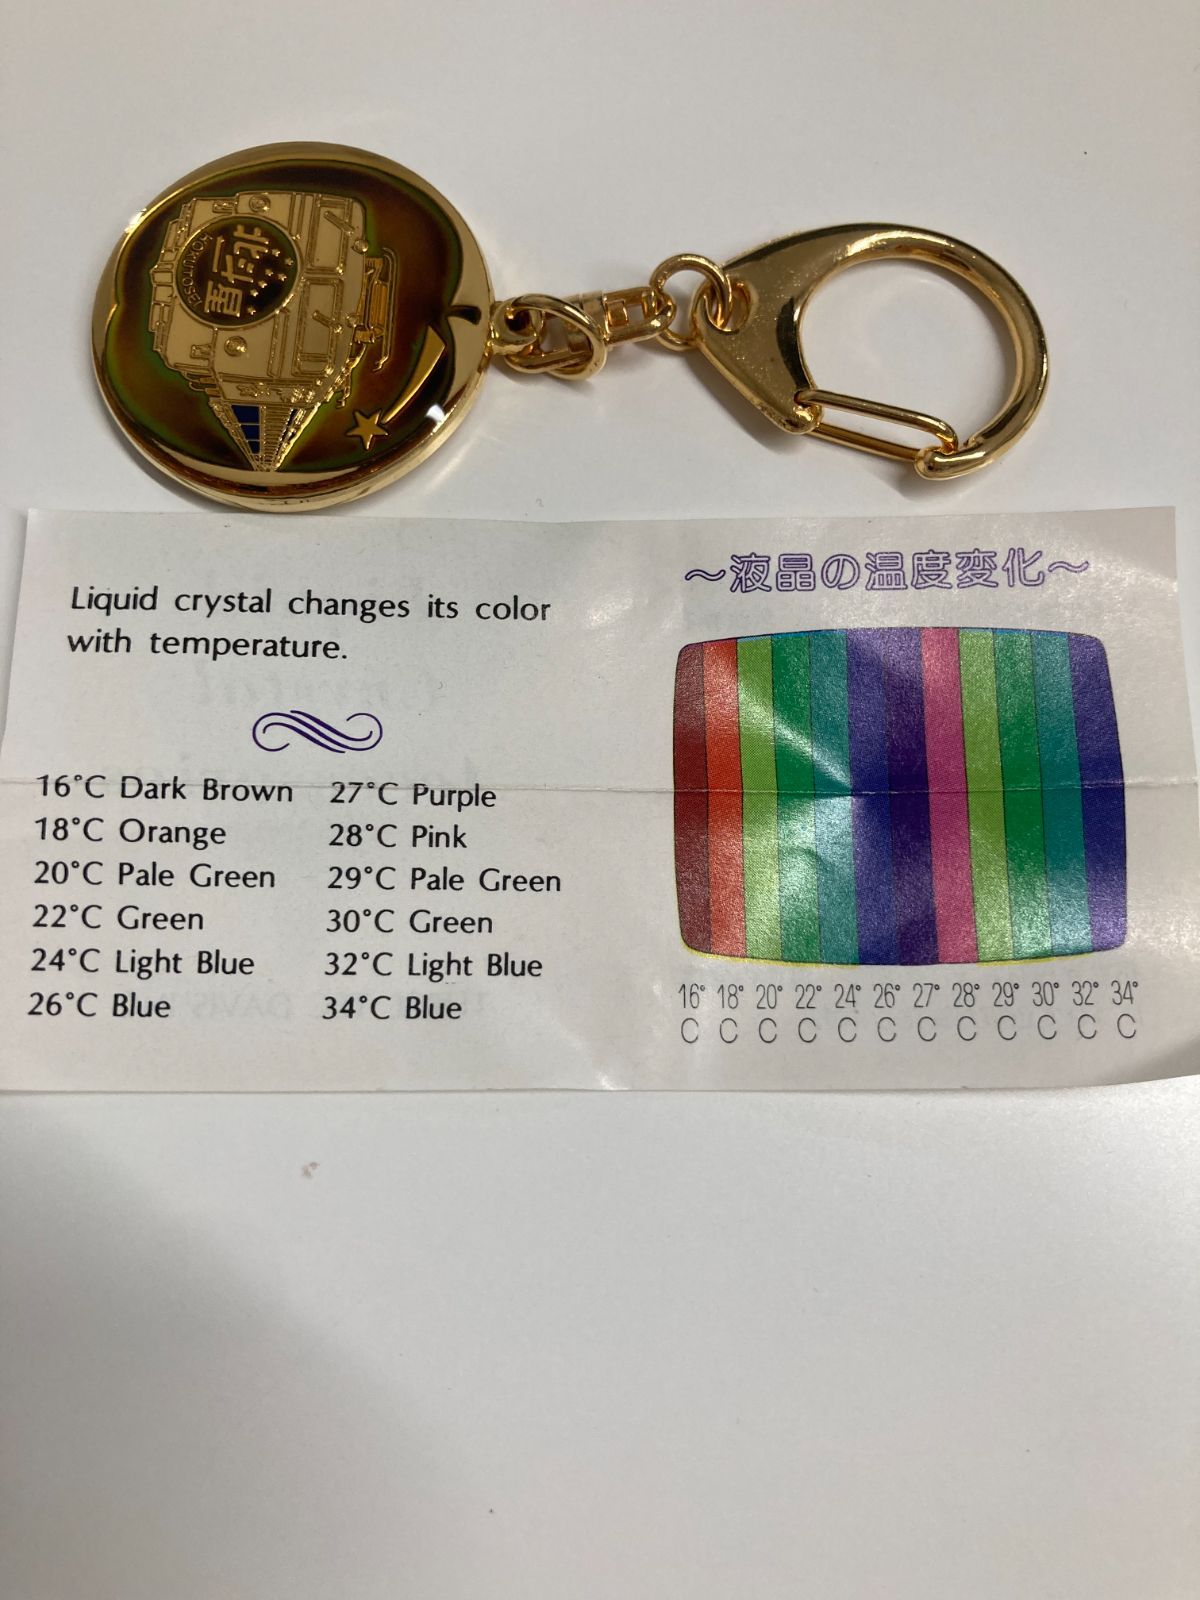 北斗星
HOKUTOSEI
Liquid crystal changes its color
with temperature.
16°C Dark Brown
18°C Orange
20°C Pale Green
22°C Green
24°C Light Blue
26°C Blue
27°C Purple
28°C Pink
29°C Pale Green
30°C Green
32°C Light Blue
34°C Blue
～液晶の温度変化～
16° 18° 20° 22° 24° 26° 27° 28° 29° 30° 32° 34°
C C C C C C C C C C C C